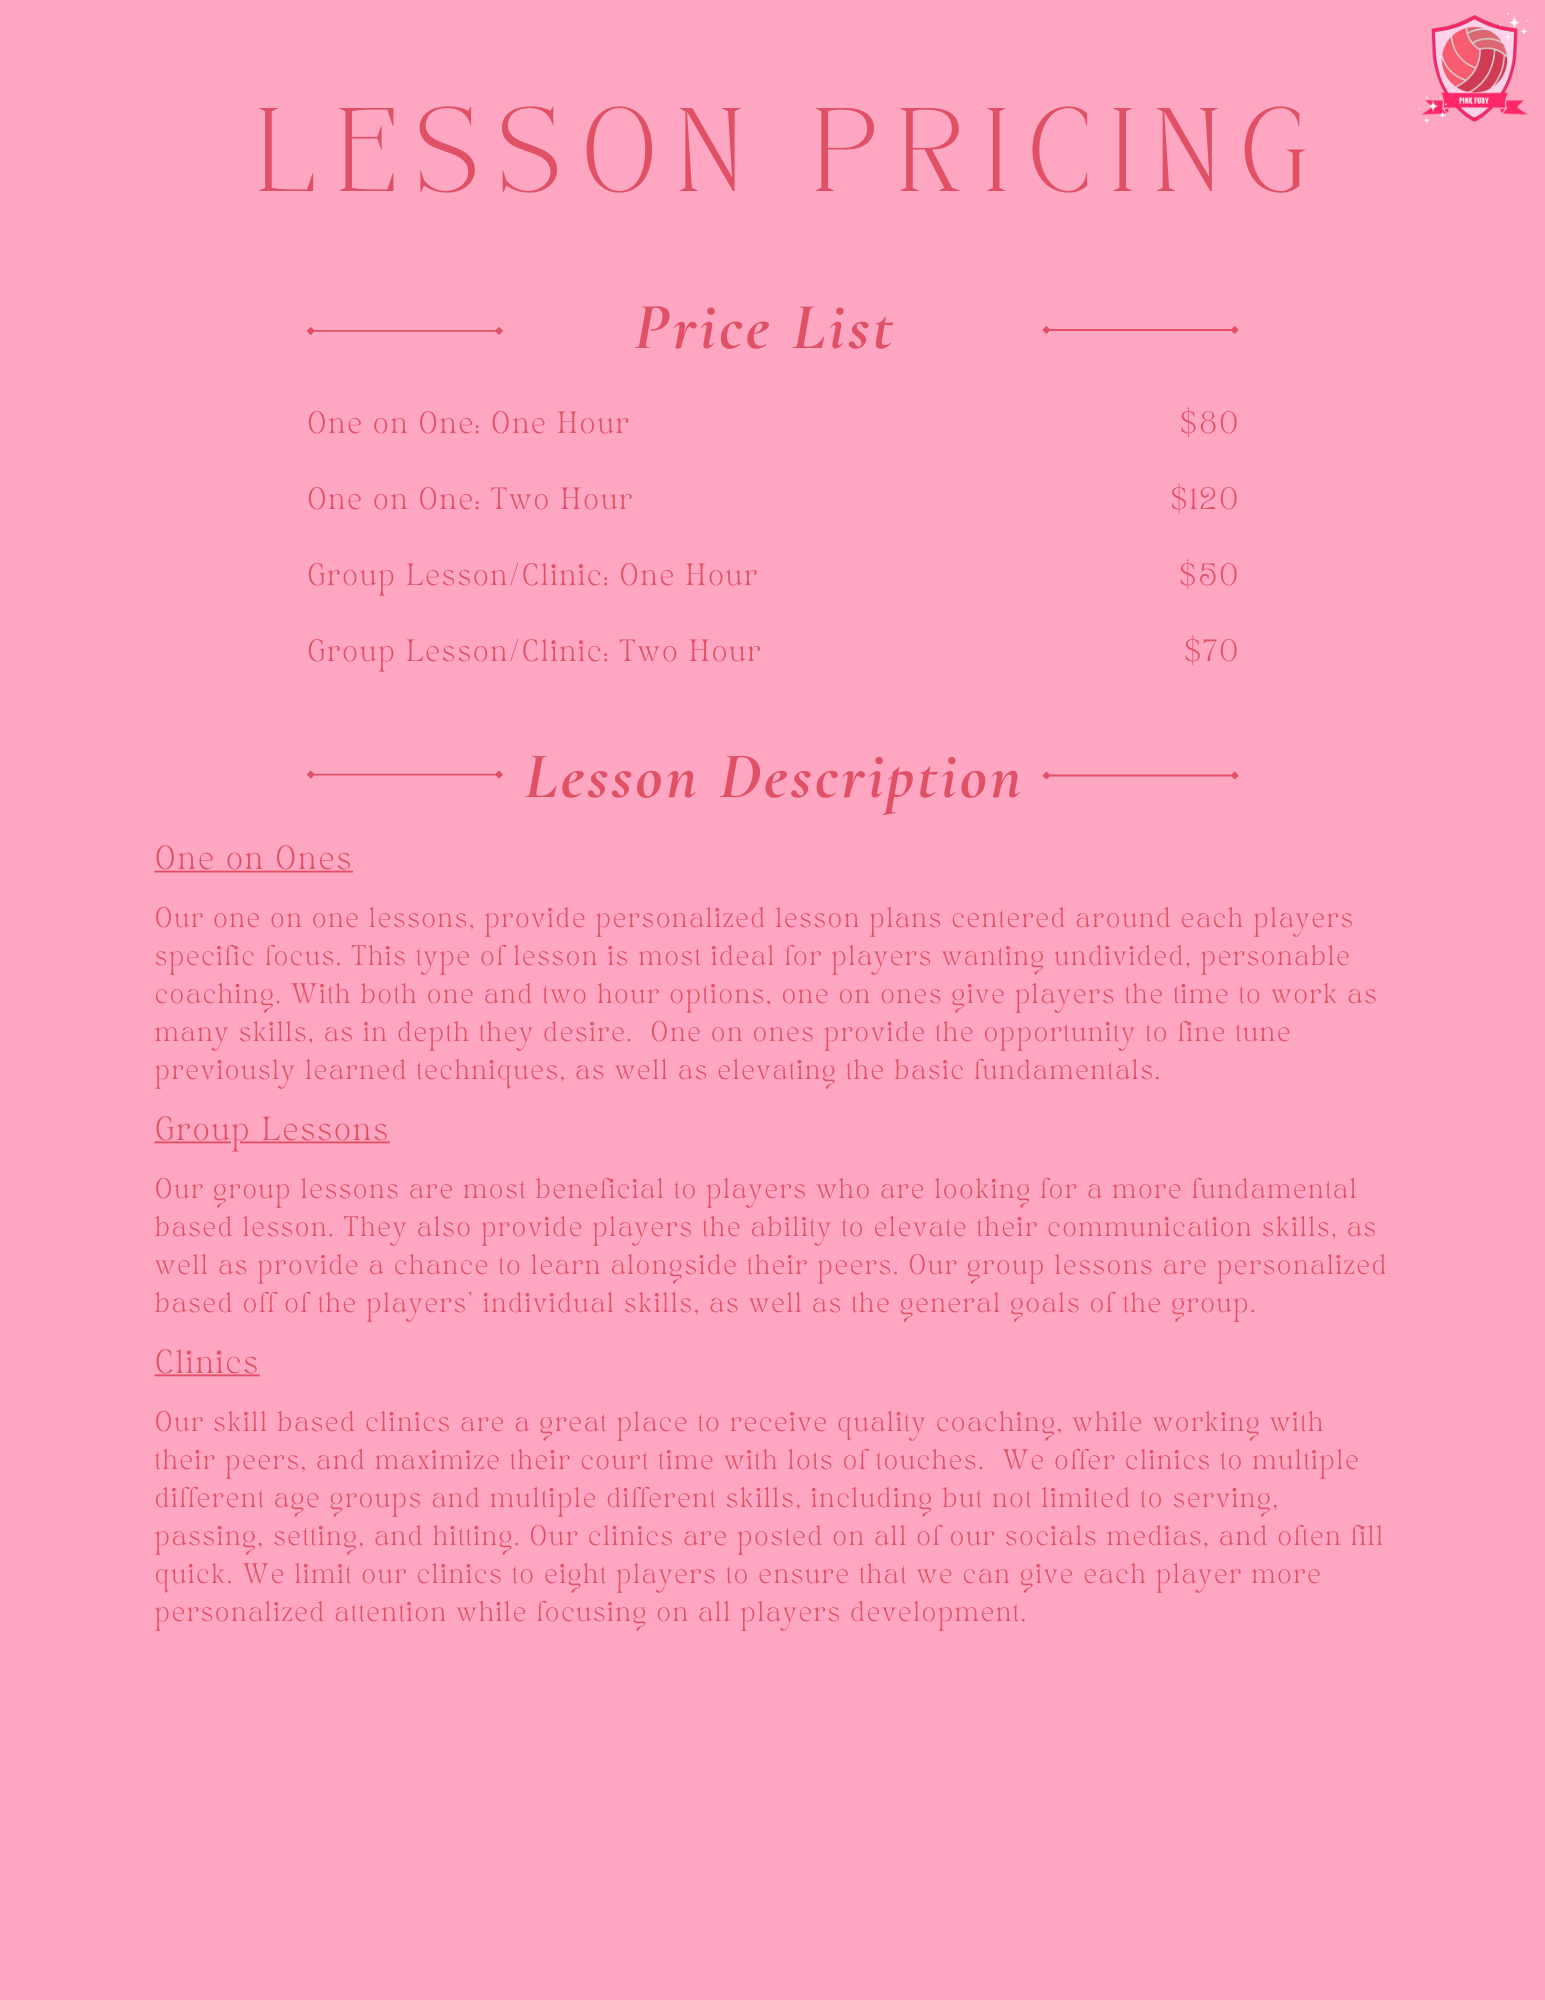 PINK FURY
LESSON PRICING
Price List
One on One: One Hour $80
One on One: Two Hour $120
Group Lesson/Clinic: One Hour $50
Group Lesson/Clinic: Two Hour $70
Lesson Description
One on Ones
Our one on one lessons, provide personalized lesson plans centered around each players
specific focus. This type of lesson is most ideal for players wanting undivided, personable
coaching. With both one and two hour options, one on ones give players the time to work as
many skills, as in depth they desire.  One on ones provide the opportunity to fine tune
previously learned techniques, as well as elevating the basic fundamentals.
Group Lessons
Our group lessons are most beneficial to players who are looking for a more fundamental
based lesson. They also provide players the ability to elevate their communication skills, as
well as provide a chance to learn alongside their peers. Our group lessons are personalized
based off of the players' individual skills, as well as the general goals of the group.
Clinics
Our skill based clinics are a great place to receive quality coaching, while working with
their peers, and maximize their court time with lots of touches.  We offer clinics to multiple
different age groups and multiple different skills, including but not limited to serving,
passing, setting, and hitting. Our clinics are posted on all of our socials medias, and often fill
quick. We limit our clinics to eight players to ensure that we can give each player more
personalized attention while focusing on all players development.